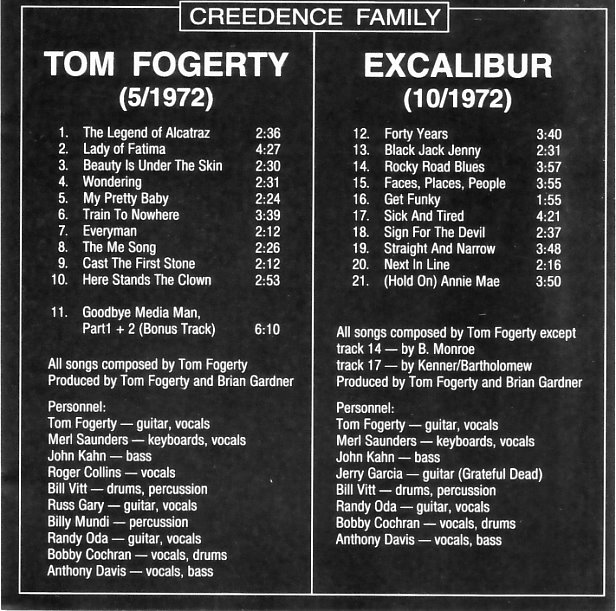 CREEDENCE FAMILY
TOM FOGERTY
(5/1972)
1. The Legend of Alcatraz 2:36
2. Lady of Fatima 4:27
3. Beauty Is Under The Skin 2:30
4. Wondering 2:31
5. My Pretty Baby 2:24
6. Train To Nowhere 3:39
7. Everyman 2:12
8. The Me Song 2:26
9. Cast The First Stone 2:12
10. Here Stands The Clown 2:53
11. Goodbye Media Man,
Part1 + 2 (Bonus Track) 6:10
All songs composed by Tom Fogerty
Produced by Tom Fogerty and Brian Gardner
Personnel:
Tom Fogerty — guitar, vocals
Merl Saunders — keyboards, vocals
John Kahn — bass
Roger Collins — vocals
Bill Vitt — drums, percussion
Russ Gary — guitar, vocals
Billy Mundi — percussion
Randy Oda — guitar, vocals
Bobby Cochran — vocals, drums
Anthony Davis — vocals, bass
EXCALIBUR
(10/1972)
12. Forty Years 3:40
13. Black Jack Jenny 2:31
14. Rocky Road Blues 3:57
15. Faces, Places, People 3:55
16. Get Funky 1:55
17. Sick And Tired 4:21
18. Sign For The Devil 2:37
19. Straight And Narrow 3:48
20. Next In Line 2:16
21. (Hold On) Annie Mae 3:50
All songs composed by Tom Fogerty except
track 14 — by B. Monroe
track 17 — by Kenner/Bartholomew
Produced by Tom Fogerty and Brian Gardner
Personnel:
Tom Fogerty — guitar, vocals
Merl Saunders — keyboards, vocals
John Kahn — bass
Jerry Garcia — guitar (Grateful Dead)
Bill Vitt — drums, percussion
Randy Oda — guitar, vocals
Bobby Cochran — vocals, drums
Anthony Davis — vocals, bass